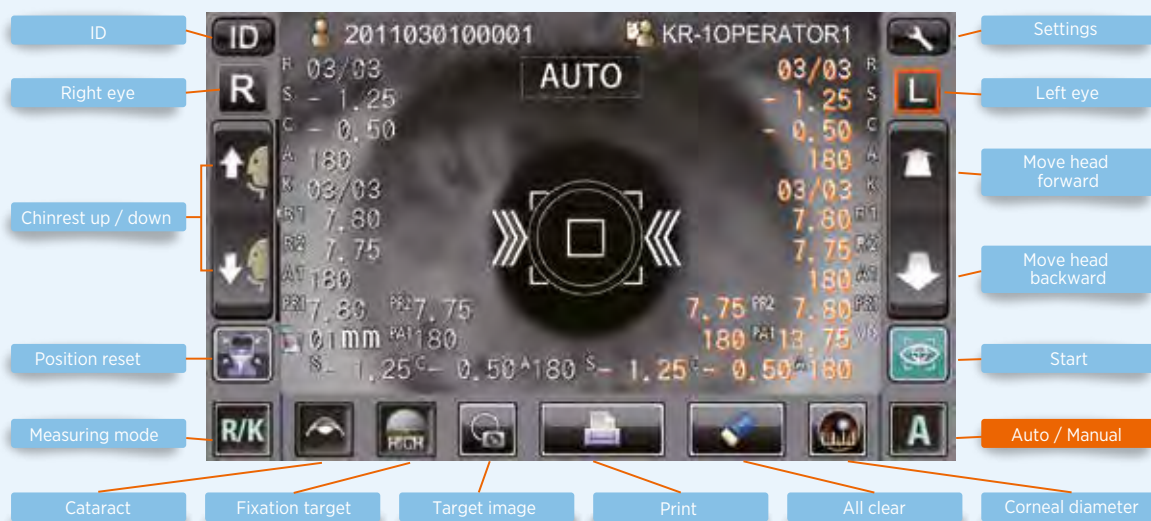 ID
Right eye
Chinrest up / down
Position reset
Measuring mode
ID 2011030100001 KR-1OPERATOR1
AUTO
R L
R 03/03 03/03 R
S - 1.25 - 1.25 S
C - 0.50 - 0.50 C
A 180 180 A
K 03/03 03/03 K
R1 7.80 7.80 R1
R2 7.75 7.75 R2
A1 180 180 A1
PR1 7.80 PR2 7.75 7.75 PR2 7.80 PR1
01mm PA1 180 180 PA1 13.75 VD
S - 1.25 C - 0.50 A 180 S - 1.25 C - 0.50 A 180
R/K A
Settings
Left eye
Move head
forward
Move head
backward
Start
Auto / Manual
Cataract
Fixation target
Target image
Print
All clear
Corneal diameter